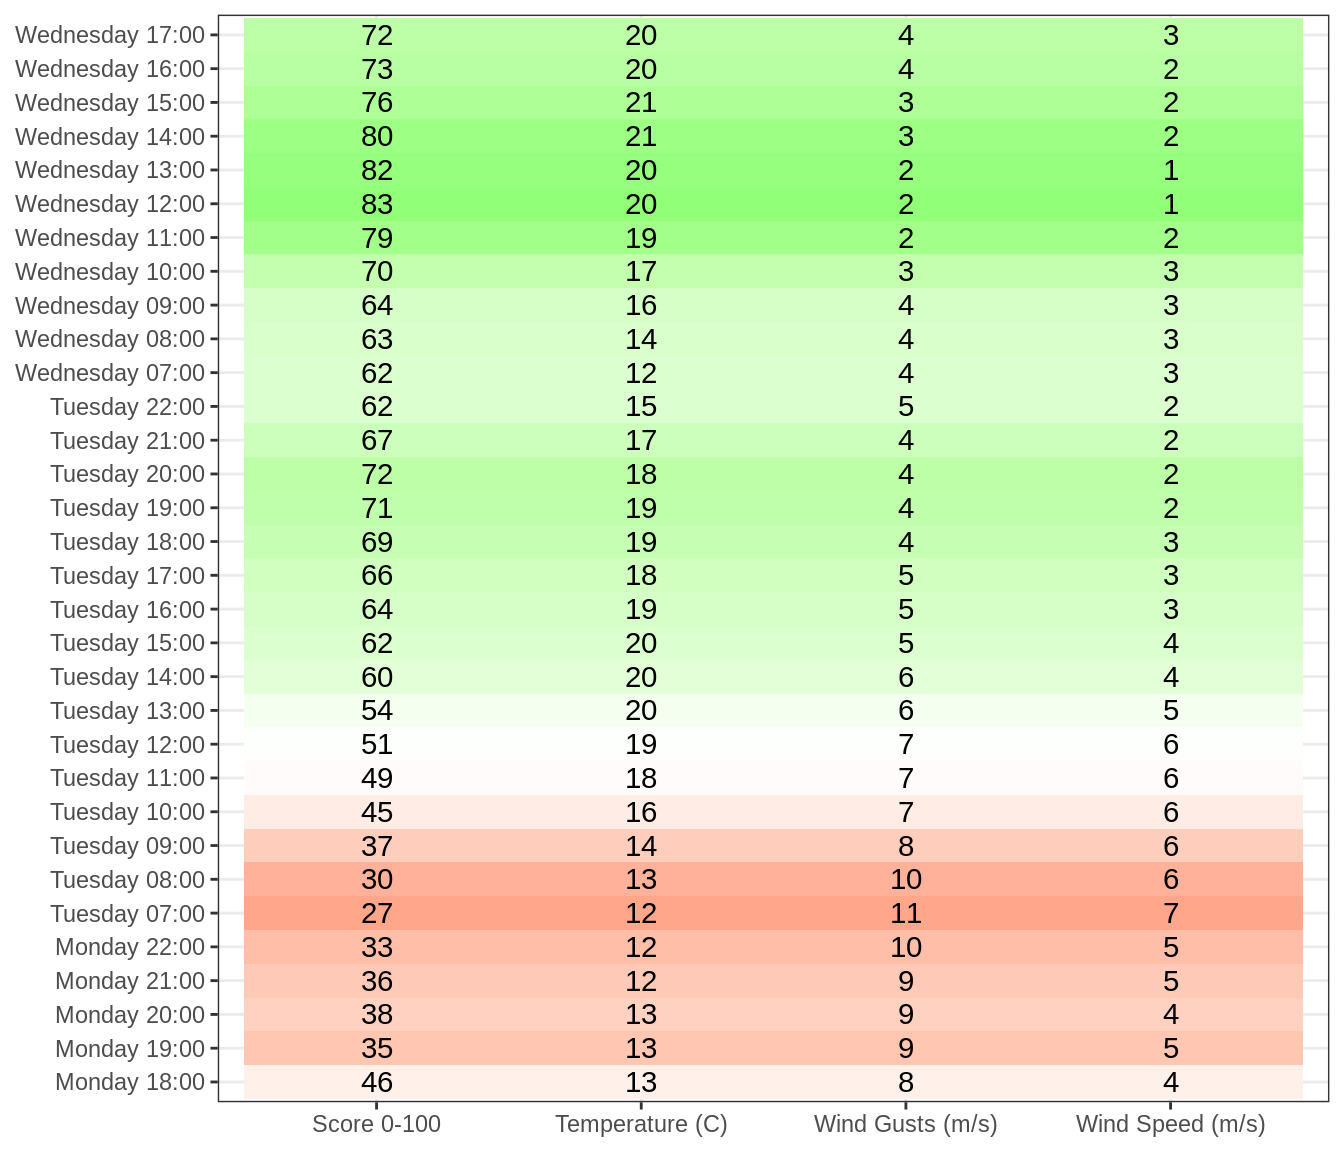 Wednesday 17:00 72 20 4 3
Wednesday 16:00 73 20 4 2
Wednesday 15:00 76 21 3 2
Wednesday 14:00 80 21 3 2
Wednesday 13:00 82 20 2 1
Wednesday 12:00 83 20 2 1
Wednesday 11:00 79 19 2 2
Wednesday 10:00 70 17 3 3
Wednesday 09:00 64 16 4 3
Wednesday 08:00 63 14 4 3
Wednesday 07:00 62 12 4 3
Tuesday 22:00 62 15 5 2
Tuesday 21:00 67 17 4 2
Tuesday 20:00 72 18 4 2
Tuesday 19:00 71 19 4 2
Tuesday 18:00 69 19 4 3
Tuesday 17:00 66 18 5 3
Tuesday 16:00 64 19 5 3
Tuesday 15:00 62 20 5 4
Tuesday 14:00 60 20 6 4
Tuesday 13:00 54 20 6 5
Tuesday 12:00 51 19 7 6
Tuesday 11:00 49 18 7 6
Tuesday 10:00 45 16 7 6
Tuesday 09:00 37 14 8 6
Tuesday 08:00 30 13 10 6
Tuesday 07:00 27 12 11 7
Monday 22:00 33 12 10 5
Monday 21:00 36 12 9 5
Monday 20:00 38 13 9 4
Monday 19:00 35 13 9 5
Monday 18:00 46 13 8 4
Score 0-100 Temperature (C) Wind Gusts (m/s) Wind Speed (m/s)